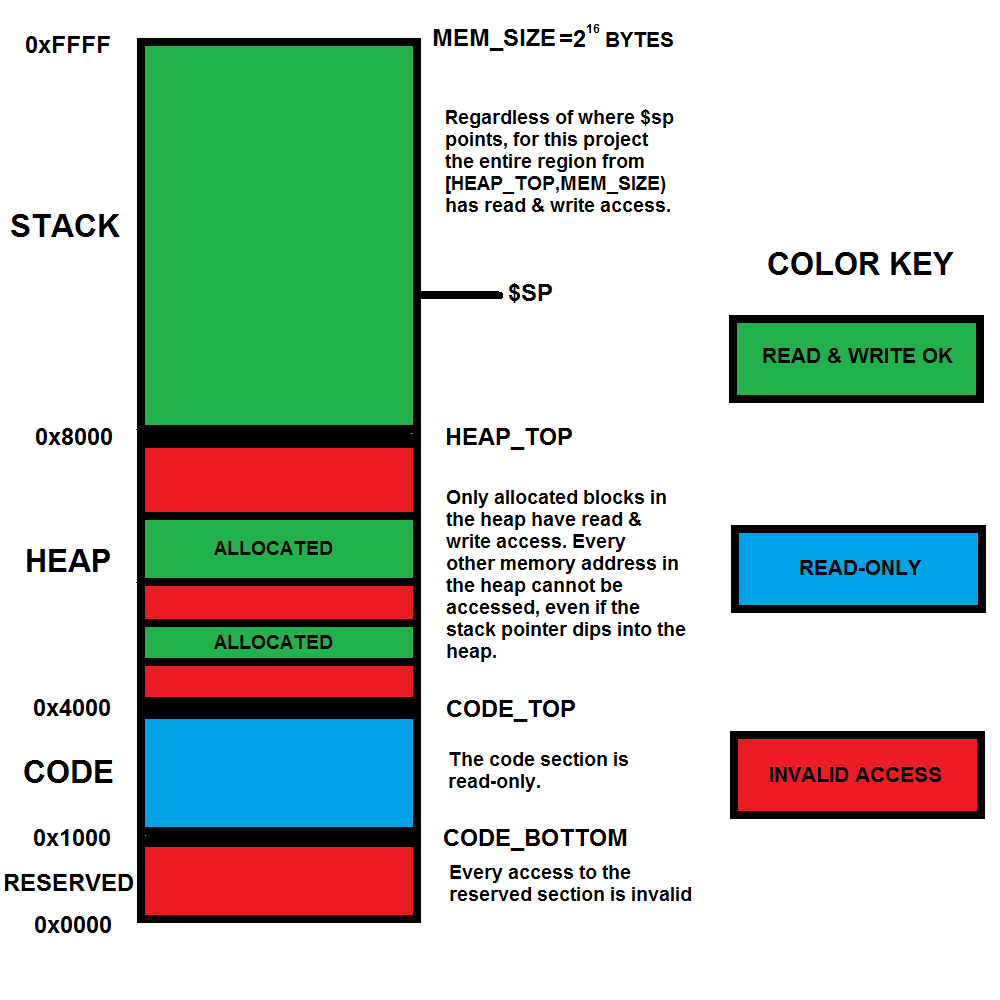 0xFFFF
MEM_SIZE =2^16 BYTES
Regardless of where $sp
points, for this project
the entire region from
[HEAP_TOP,MEM_SIZE)
has read & write access.
STACK
COLOR KEY
$SP
READ & WRITE OK
0x8000
HEAP_TOP
Only allocated blocks in
the heap have read &
write access. Every
other memory address in
the heap cannot be
accessed, even if the
stack pointer dips into the
heap.
ALLOCATED
HEAP
READ-ONLY
ALLOCATED
0x4000
CODE_TOP
CODE
The code section is
read-only.
INVALID ACCESS
0x1000
CODE_BOTTOM
RESERVED
Every access to the
reserved section is invalid
0x0000